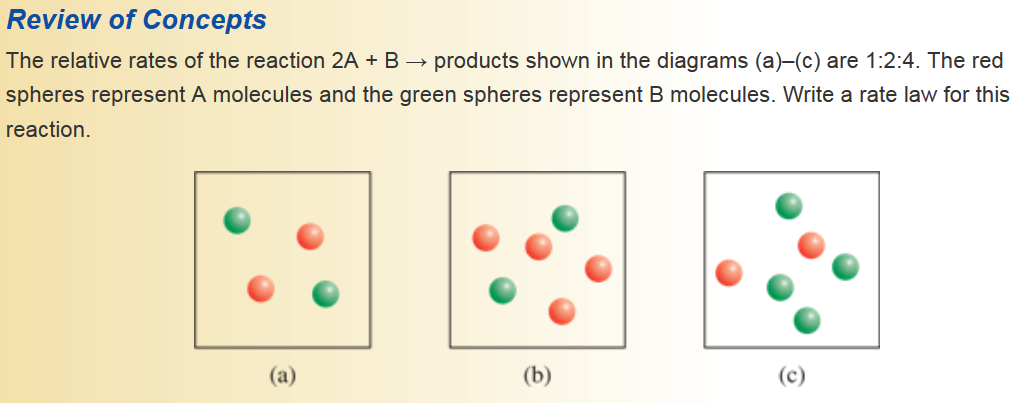 Review of Concepts
The relative rates of the reaction 2A + B → products shown in the diagrams (a)–(c) are 1:2:4. The red
spheres represent A molecules and the green spheres represent B molecules. Write a rate law for this
reaction.
(a) (b) (c)